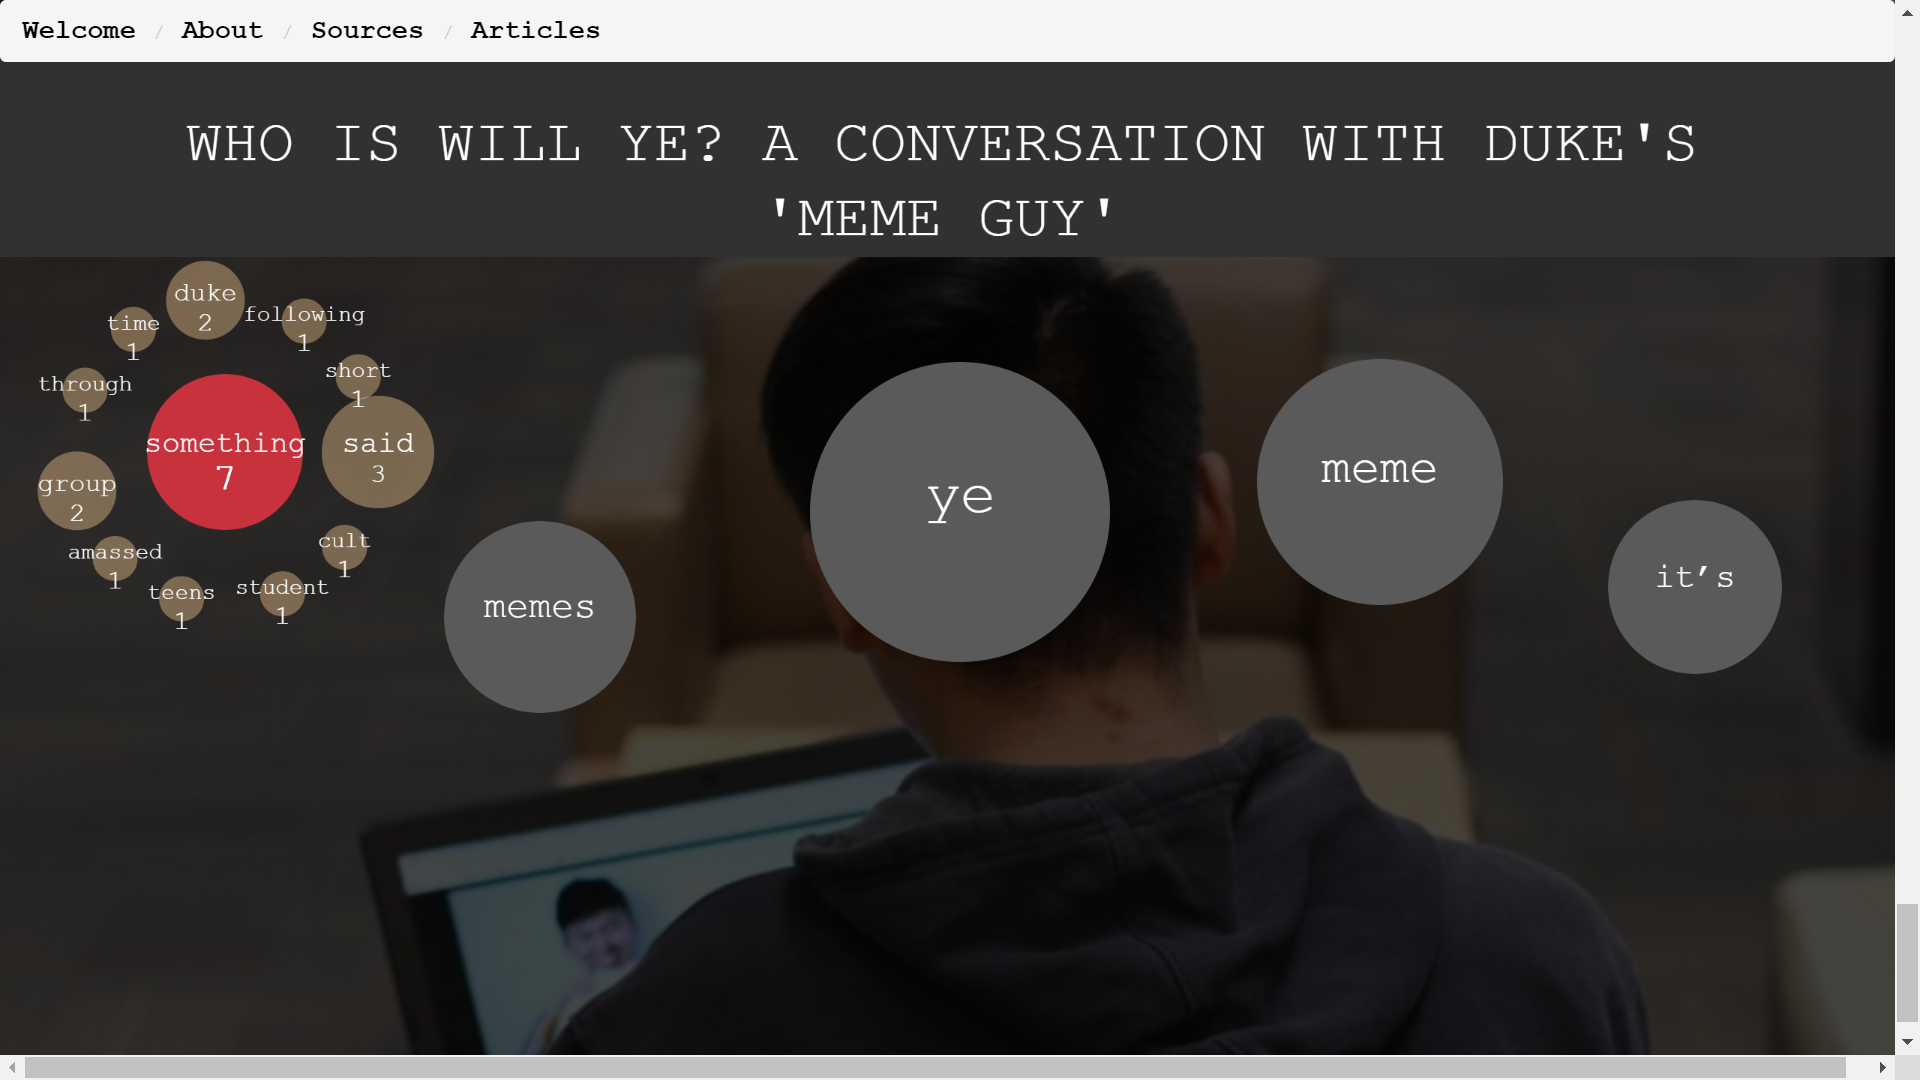 Welcome / About / Sources / Articles
WHO IS WILL YE? A CONVERSATION WITH DUKE'S
'MEME GUY'
duke
2
following
1
time
1
short
1
through
1
something
7
said
3
group
2
cult
1
amassed
1
teens
1
student
1
memes
ye
meme
it’s